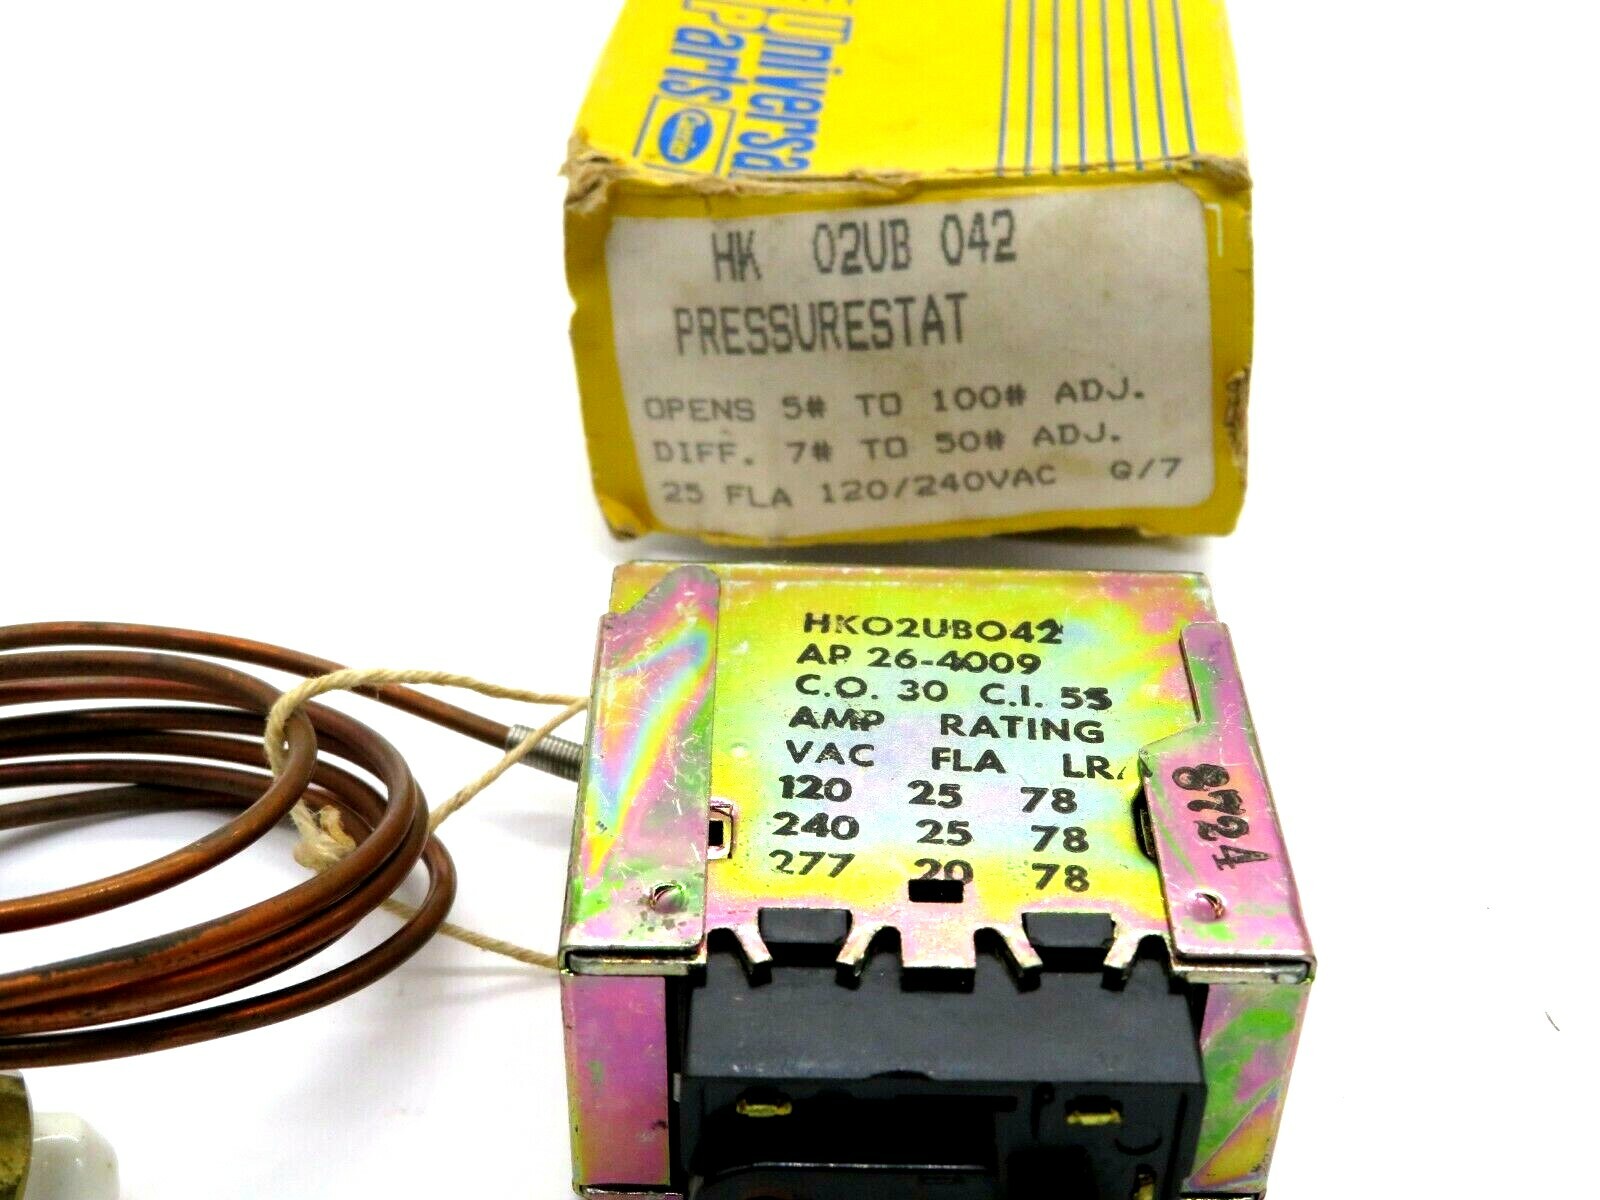 Universal
Parts
Carrier
HK 02UB 042
PRESSURESTAT
OPENS 5# TO 100# ADJ.
DIFF. 7# TO 50# ADJ.
25 FLA 120/240VAC Q/7
HK02UB042
AP 26-4009
C.O. 30 C.I. 55
AMP RATING
VAC FLA LRA
120 25 78
240 25 78
277 20 78
8724